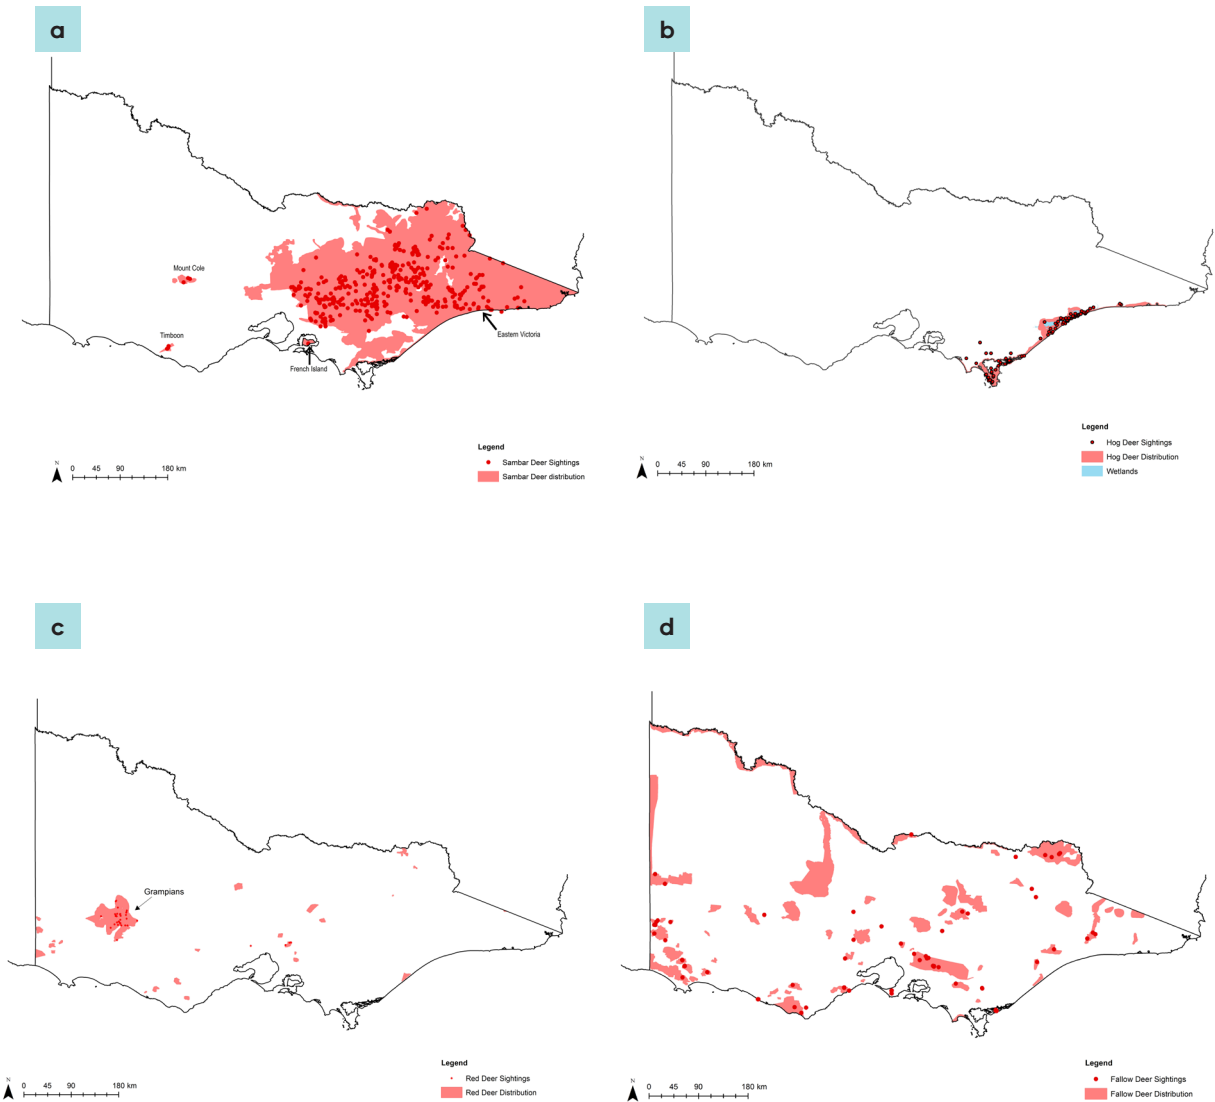 a
Mount Cole
Timboon
French Island
Eastern Victoria
N
0 45 90 180 km
Legend
Sambar Deer Sightings
Sambar Deer distribution
b
N
0 45 90 180 km
Legend
Hog Deer Sightings
Hog Deer Distribution
Wetlands
c
Grampians
N
0 45 90 180 km
Legend
Red Deer Sightings
Red Deer Distribution
d
N
0 45 90 180 km
Legend
Fallow Deer Sightings
Fallow Deer Distribution